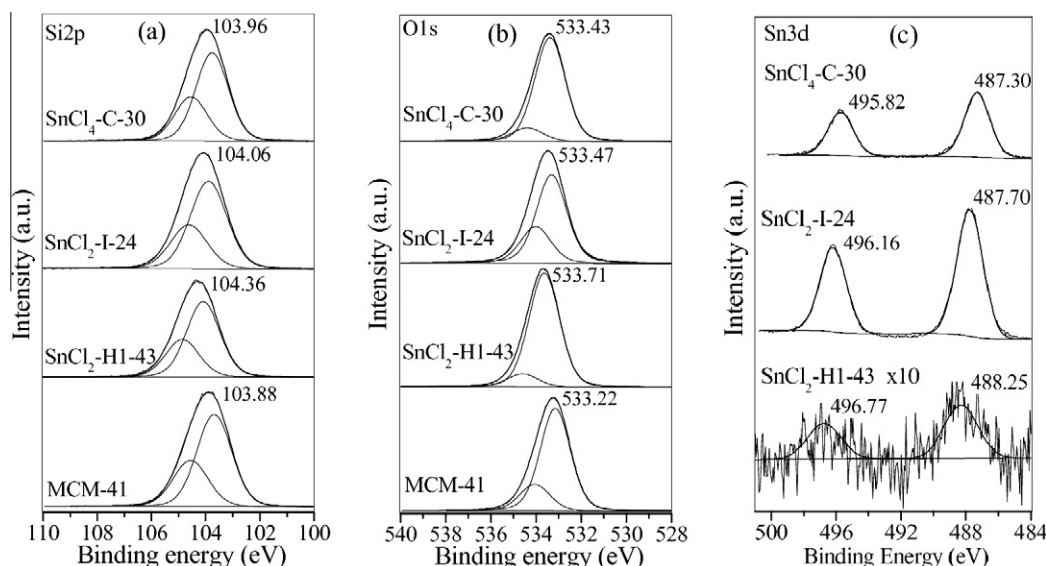 Si2p (a) 103.96
SnCl₄-C-30
104.06
SnCl₂-I-24
104.36
SnCl₂-H1-43
103.88
MCM-41
Intensity (a.u.)
110 108 106 104 102 100
Binding energy (eV)
O1s (b) 533.43
SnCl₄-C-30
533.47
SnCl₂-I-24
533.71
SnCl₂-H1-43
533.22
MCM-41
Intensity (a.u.)
540 538 536 534 532 530 528
Binding energy (eV)
Sn3d (c)
SnCl₄-C-30
495.82 487.30
SnCl₂-I-24
496.16 487.70
SnCl₂-H1-43 x10
496.77 488.25
Intensity (a.u.)
500 496 492 488 484
Binding Energy (eV)